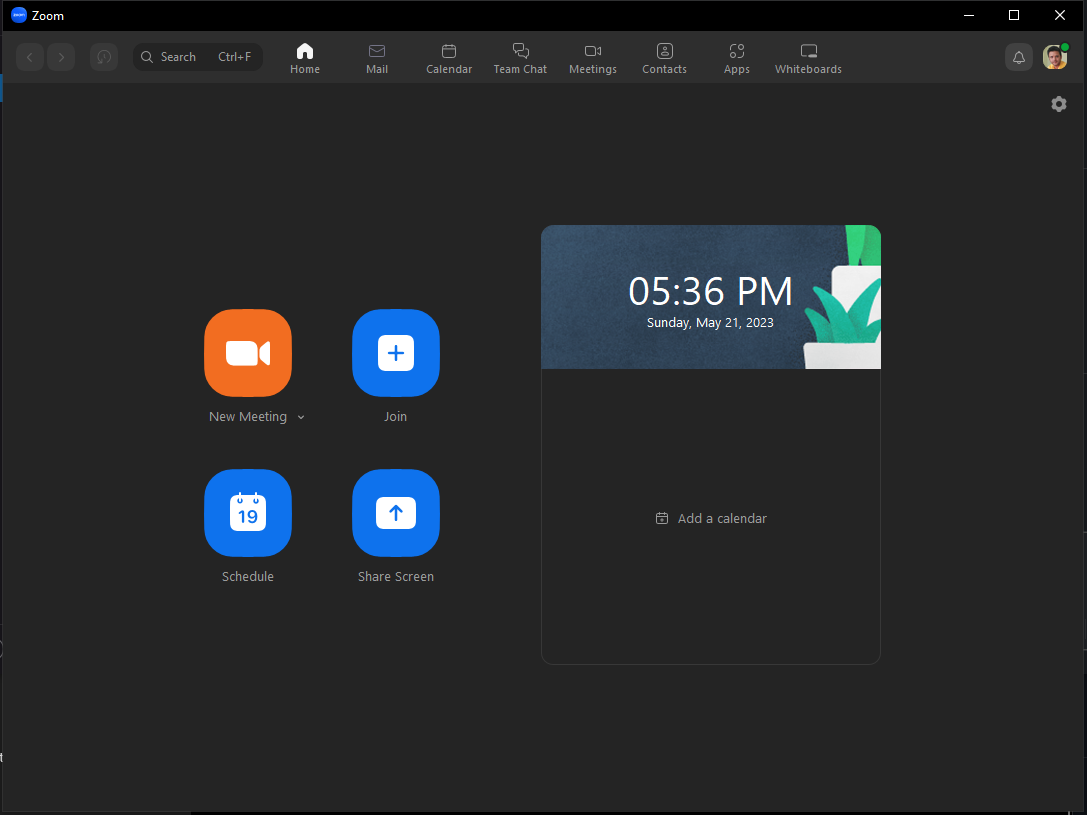 Zoom
Search Ctrl+F
Home
Mail
Calendar
Team Chat
Meetings
Contacts
Apps
Whiteboards
05:36 PM
Sunday, May 21, 2023
New Meeting
Join
19
Schedule
Share Screen
Add a calendar